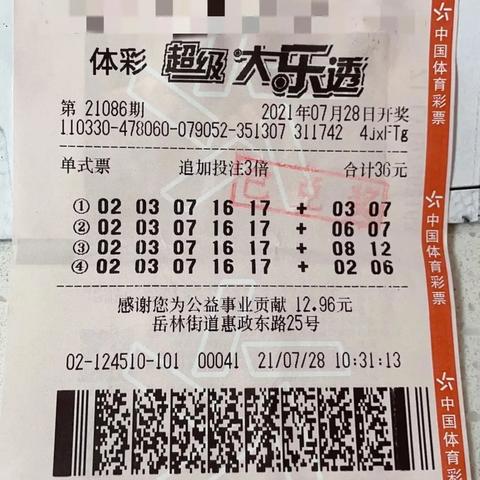 体彩 超级大乐透
第 21086期 2021年07月28日开奖
110330-478060-079052-351307 311742 4JxFTg
单式票 追加投注3倍 合计36元
① 02 03 07 16 17 + 03 07
② 02 03 07 16 17 + 06 07
③ 02 03 07 16 17 + 08 12
④ 02 03 07 16 17 + 02 06
已兑奖
感谢您为公益事业贡献 12.96元
岳林街道惠政东路25号
02-124510-101 00041 21/07/28 10:31:13
中国体育彩票
中国体育彩票
中国体育彩票